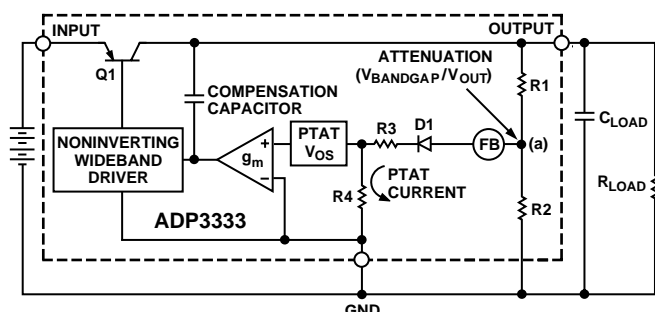 INPUT
OUTPUT
Q1
ATTENUATION
(VBANDGAP/VOUT)
R1
COMPENSATION
CAPACITOR
CLOAD
PTAT
VOS
R3
D1
FB
(a)
NONINVERTING
WIDEBAND
DRIVER
gm
+
−
R4
PTAT
CURRENT
R2
RLOAD
ADP3333
GND